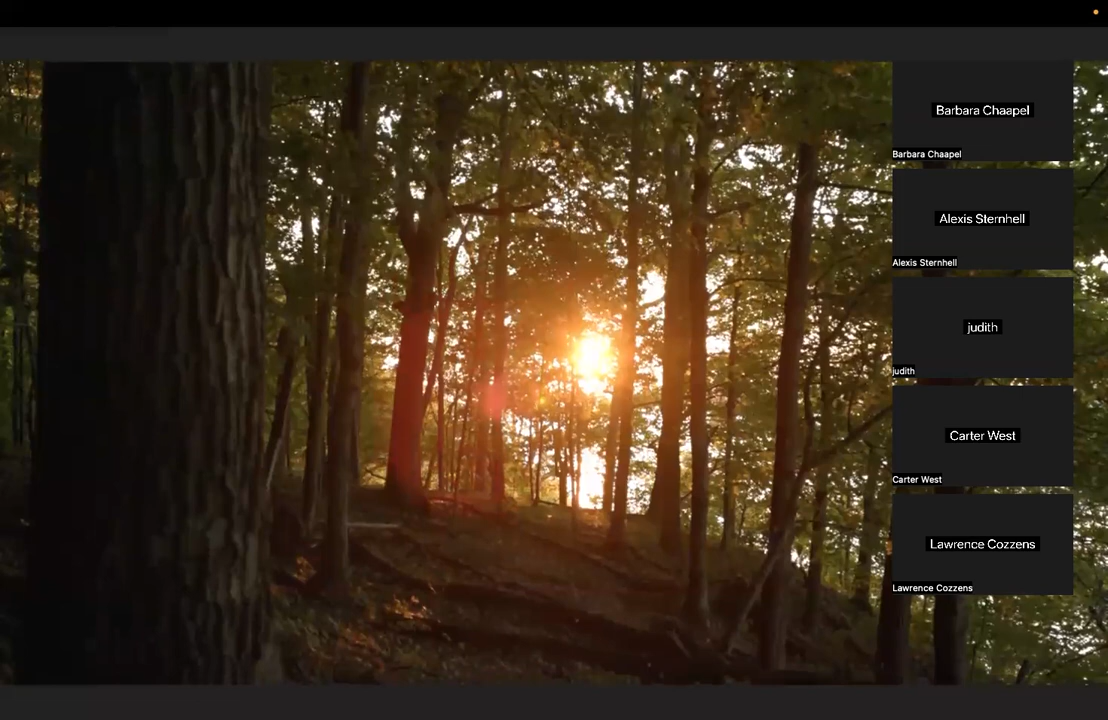 Barbara Chaapel
Barbara Chaapel
Alexis Sternhell
Alexis Sternhell
judith
judith
Carter West
Carter West
Lawrence Cozzens
Lawrence Cozzens